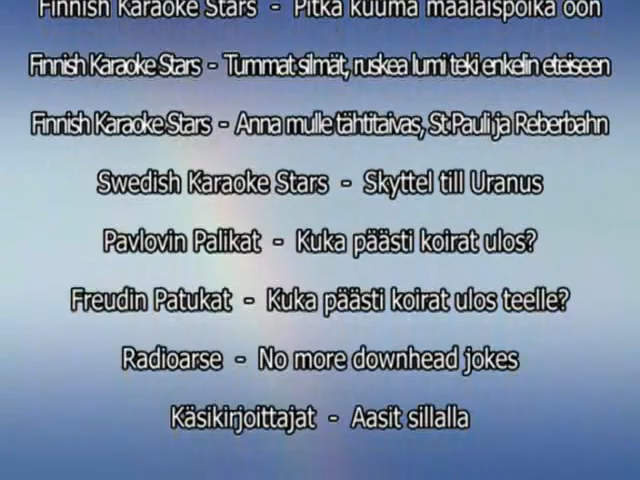 Finnish Karaoke Stars - Pitkä kuuma maalaispoika oon
Finnish Karaoke Stars - Tummat silmät, ruskea lumi teki enkelin eteiseen
Finnish Karaoke Stars - Anna mulle tähtitaivas, St Pauli ja Reberbahn
Swedish Karaoke Stars - Skyttel till Uranus
Pavlovin Palikat - Kuka päästi koirat ulos?
Freudin Patukat - Kuka päästi koirat ulos teelle?
Radioarse - No more downhead jokes
Käsikirjoittajat - Aasit sillalla